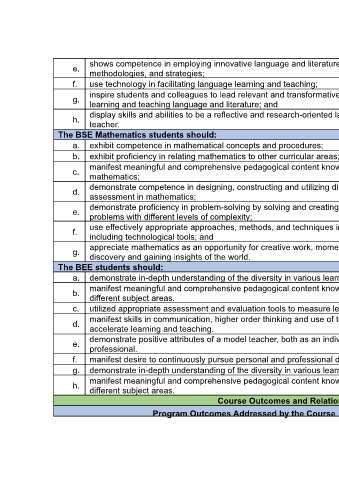 e. shows competence in employing innovative language and literature
methodologies, and strategies;
f. use technology in facilitating language learning and teaching;
g. inspire students and colleagues to lead relevant and transformative
learning and teaching language and literature; and
h. display skills and abilities to be a reflective and research-oriented
teacher.
The BSE Mathematics students should:
a. exhibit competence in mathematical concepts and procedures;
b. exhibit proficiency in relating mathematics to other curricular areas;
c. manifest meaningful and comprehensive pedagogical content
mathematics;
d. demonstrate competence in designing, constructing and utilizing
assessment in mathematics;
e. demonstrate proficiency in problem-solving by solving and creating
problems with different levels of complexity;
f. use effectively appropriate approaches, methods, and techniques
including technological tools; and
g. appreciate mathematics as an opportunity for creative work,
discovery and gaining insights of the world.
The BEE students should:
a. demonstrate in-depth understanding of the diversity in various
b. manifest meaningful and comprehensive pedagogical content
different subject areas.
c. utilized appropriate assessment and evaluation tools to measure
d. manifest skills in communication, higher order thinking and use of
accelerate learning and teaching.
e. demonstrate positive attributes of a model teacher, both as an
professional.
f. manifest desire to continuously pursue personal and professional
g. demonstrate in-depth understanding of the diversity in various
h. manifest meaningful and comprehensive pedagogical content
different subject areas.
Course Outcomes and
Program Outcomes Addressed by the Course